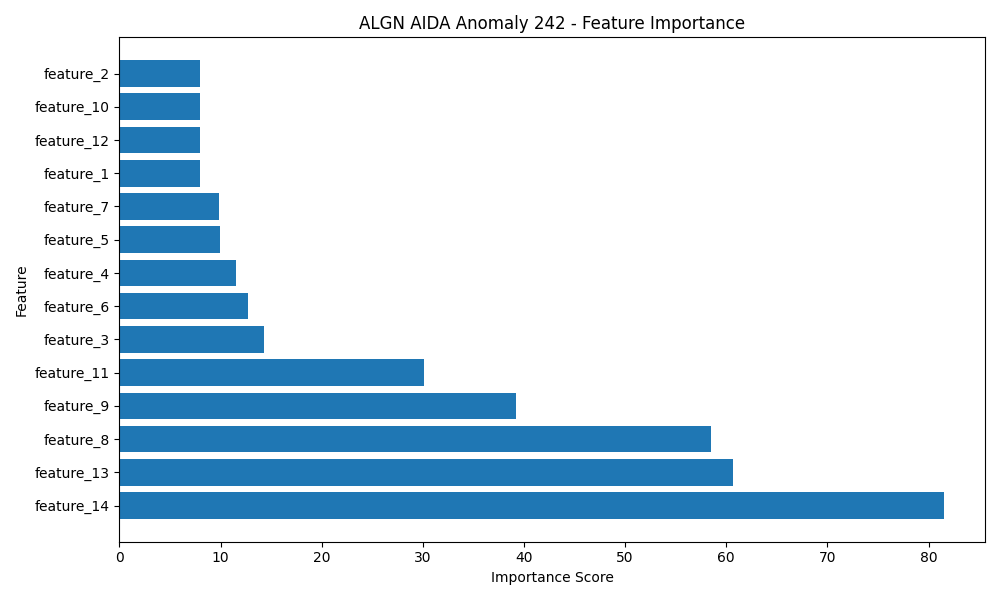 ALGN AIDA Anomaly 242 - Feature Importance
feature_2
feature_10
feature_12
feature_1
feature_7
feature_5
feature_4
feature_6
feature_3
feature_11
feature_9
feature_8
feature_13
feature_14
Feature
0 10 20 30 40 50 60 70 80
Importance Score